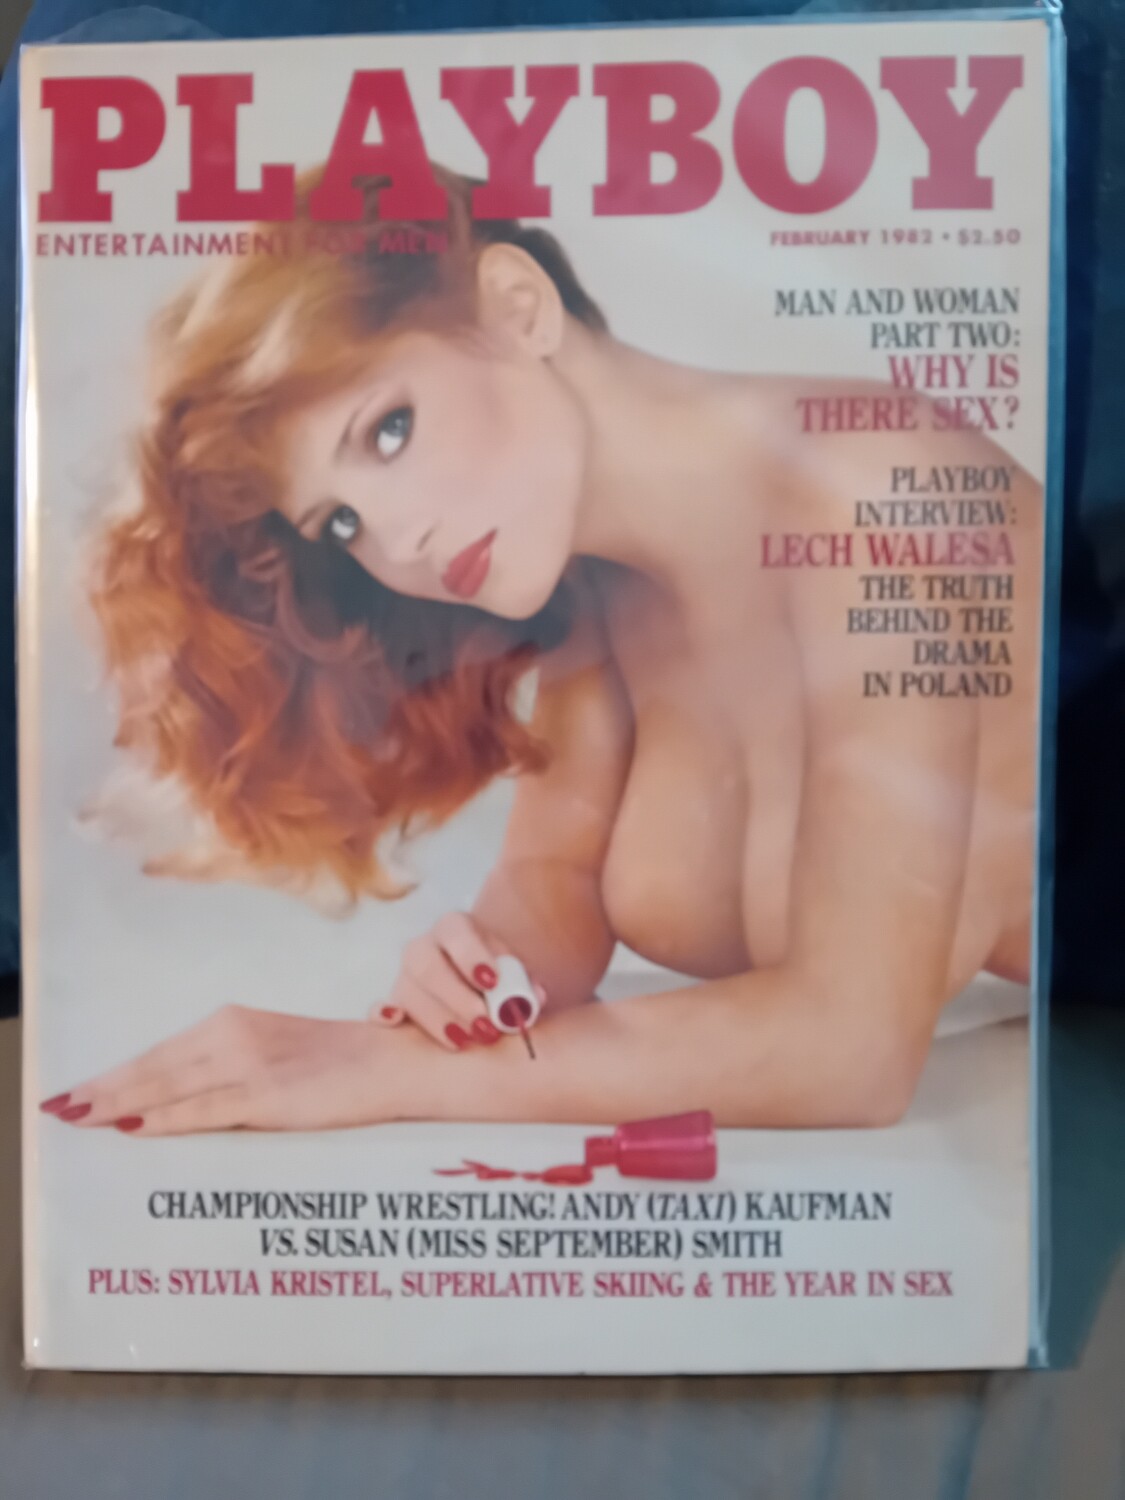 PLAYBOY
ENTERTAINMENT FOR MEN
FEBRUARY 1982 • $2.50
MAN AND WOMAN
PART TWO:
WHY IS
THERE SEX?
PLAYBOY
INTERVIEW:
LECH WALESA
THE TRUTH
BEHIND THE
DRAMA
IN POLAND
CHAMPIONSHIP WRESTLING! ANDY (TAXI) KAUFMAN
VS. SUSAN (MISS SEPTEMBER) SMITH
PLUS: SYLVIA KRISTEL, SUPERLATIVE SKIING & THE YEAR IN SEX